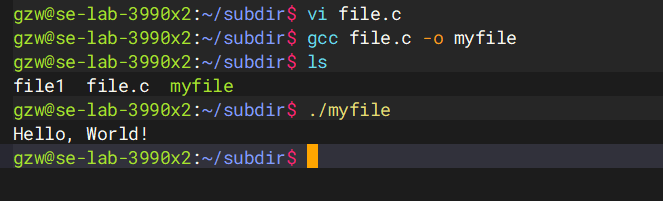 gzw@se-lab-3990x2:~/subdir$ vi file.c
gzw@se-lab-3990x2:~/subdir$ gcc file.c -o myfile
gzw@se-lab-3990x2:~/subdir$ ls
file1  file.c  myfile
gzw@se-lab-3990x2:~/subdir$ ./myfile
Hello, World!
gzw@se-lab-3990x2:~/subdir$